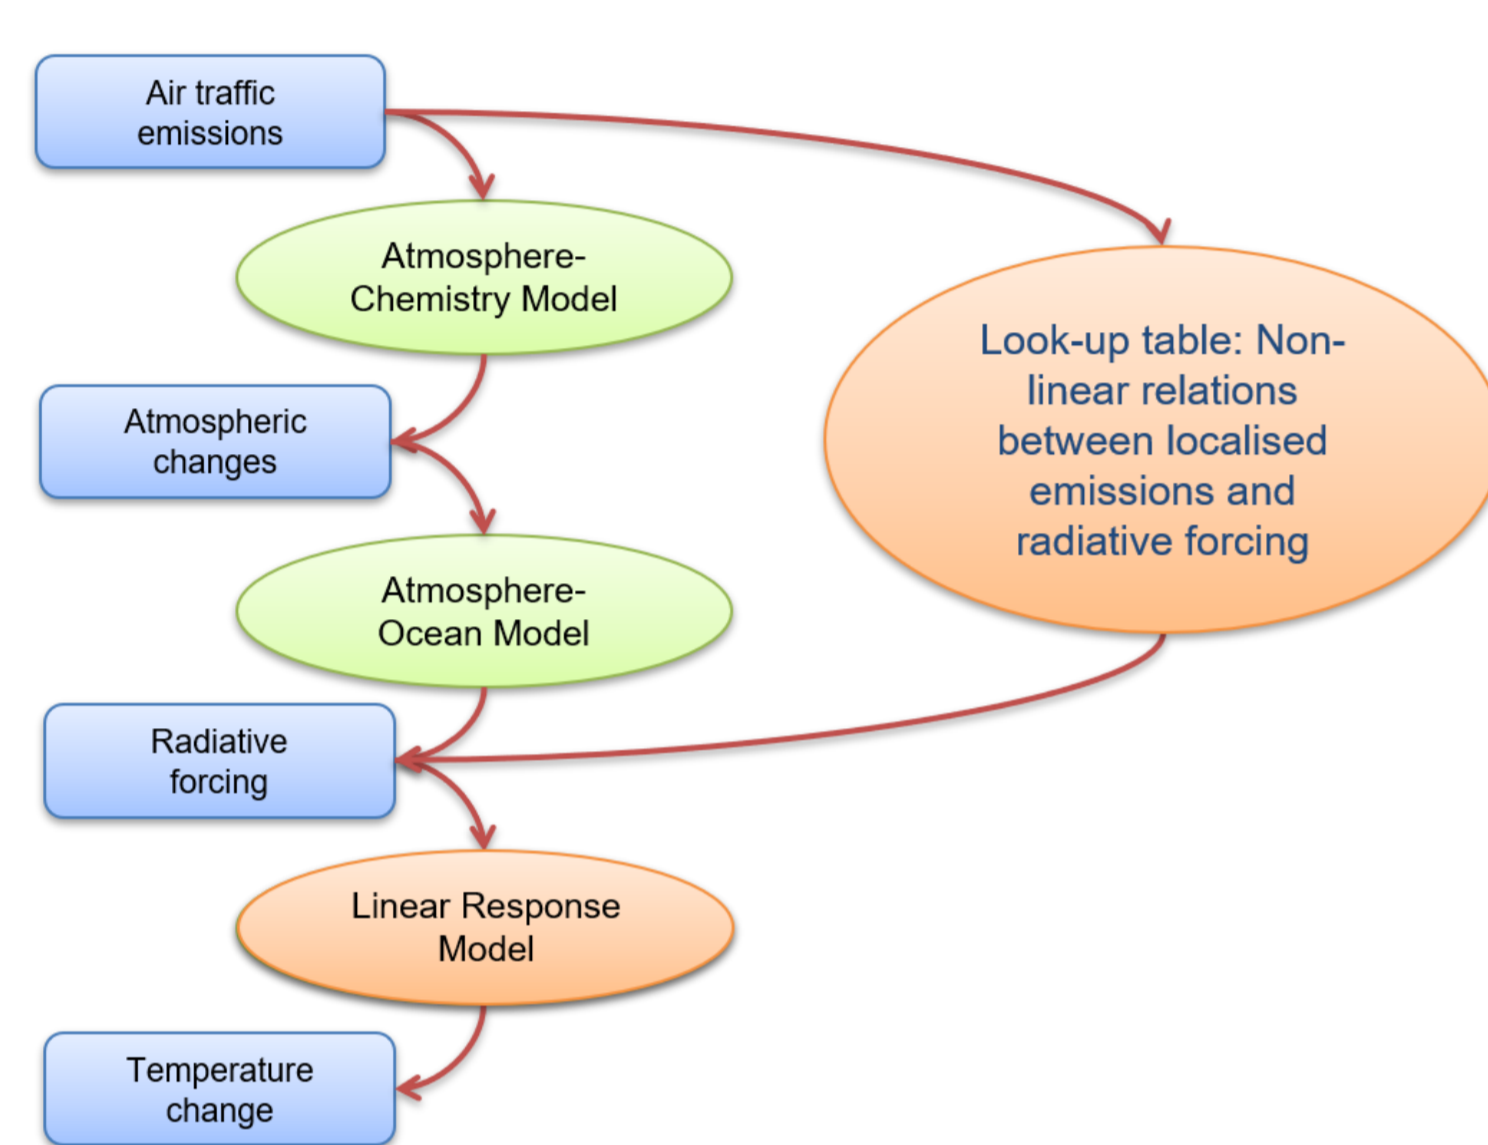 Air traffic
emissions
Atmosphere-
Chemistry Model
Look-up table: Non-
linear relations
between localised
emissions and
radiative forcing
Atmospheric
changes
Atmosphere-
Ocean Model
Radiative
forcing
Linear Response
Model
Temperature
change